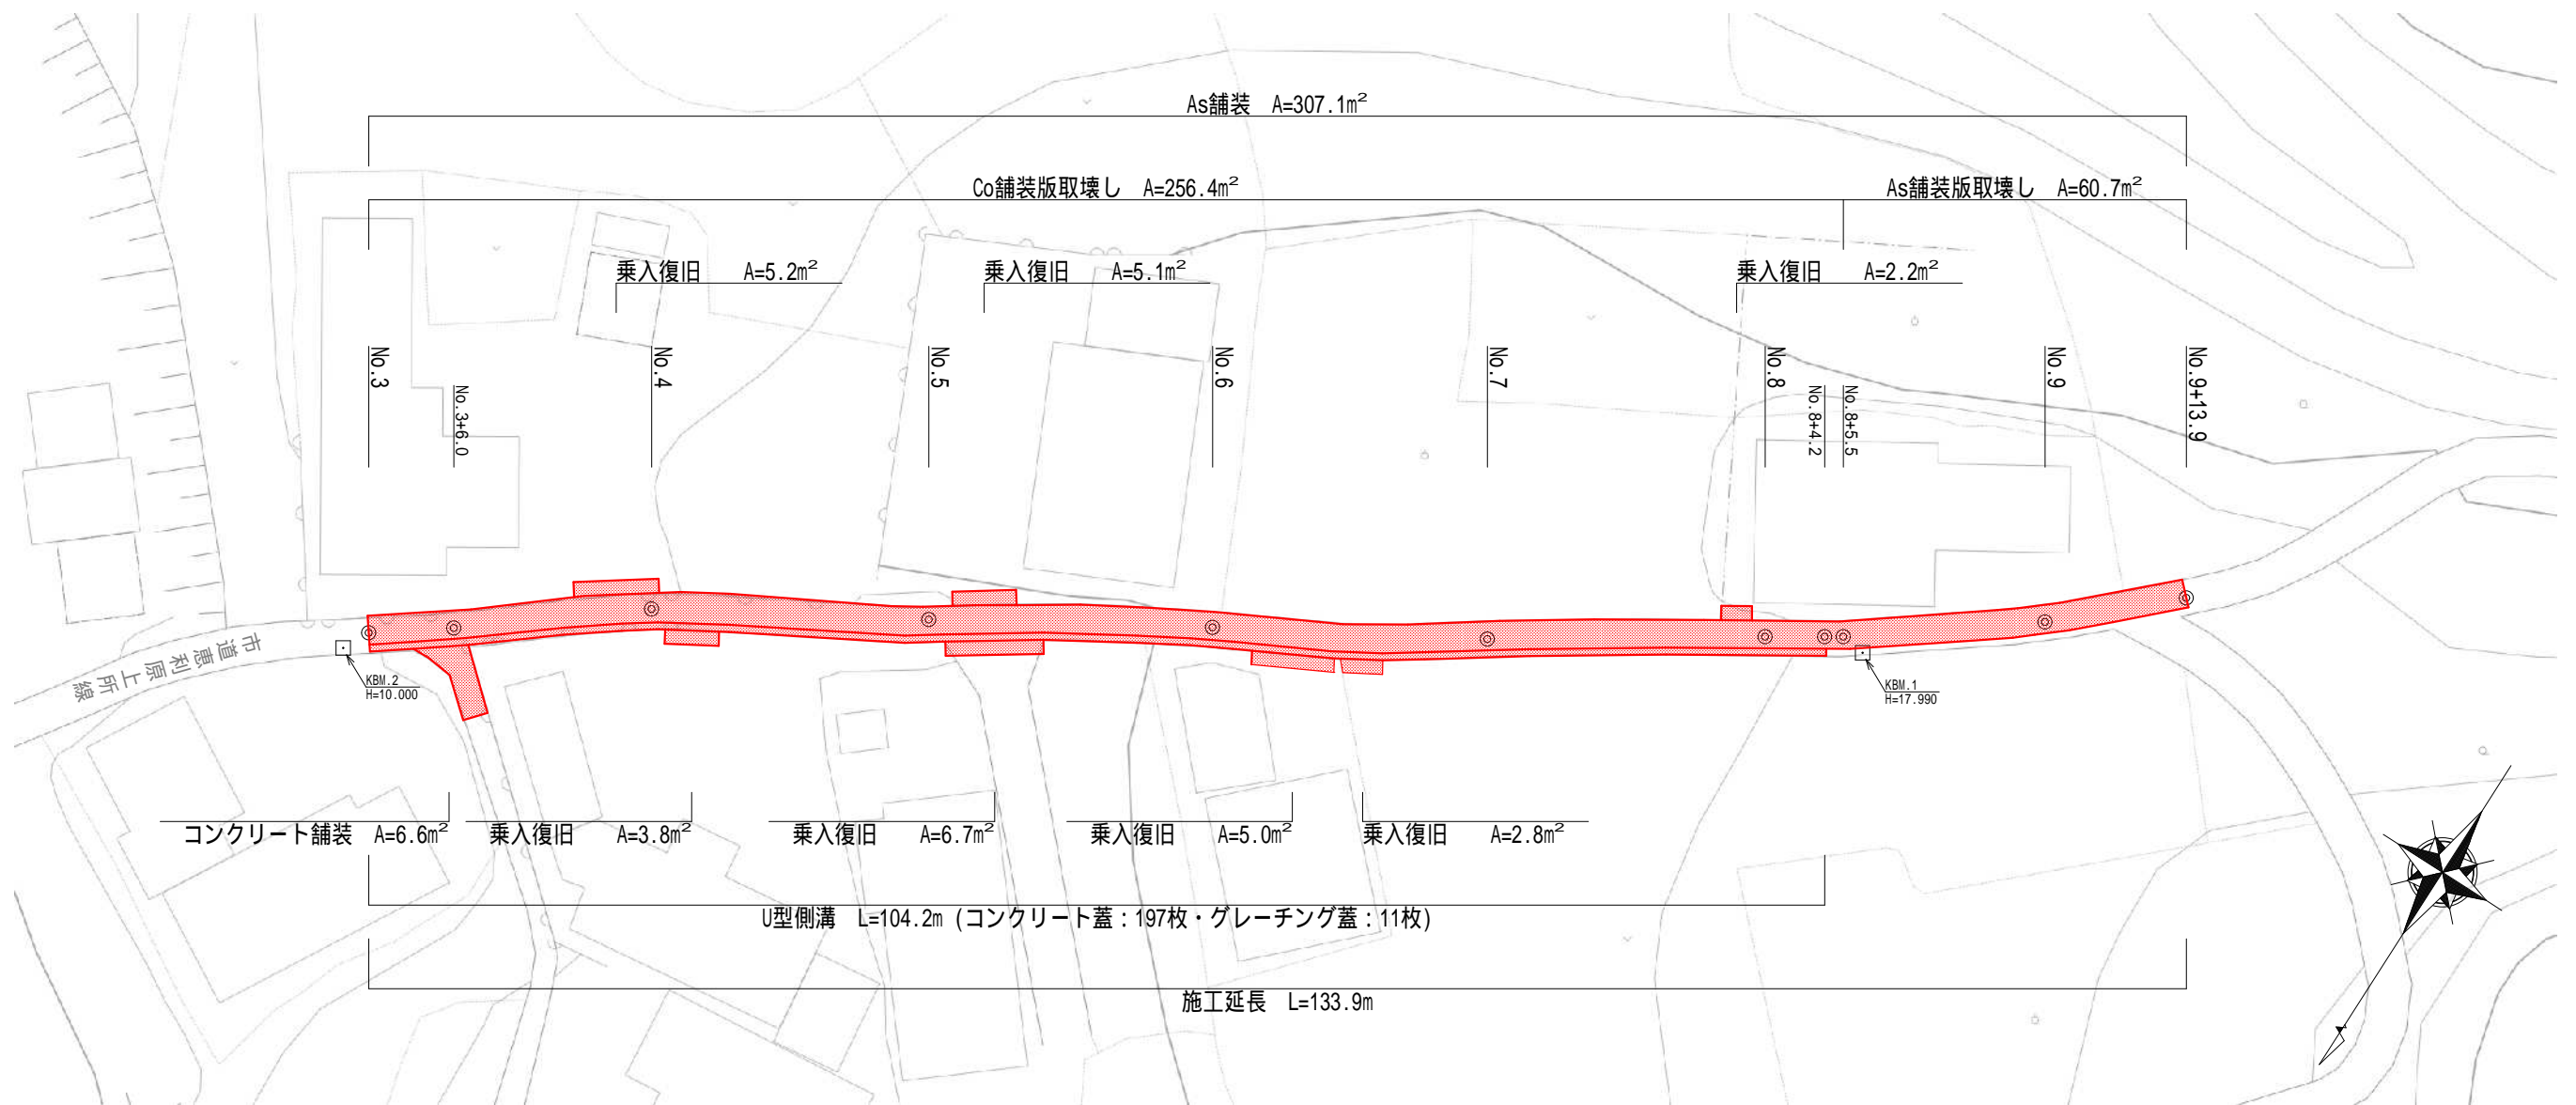 As舗装 A=307.1m²
Co舗装版取壊し A=256.4m²
As舗装版取壊し A=60.7m²
乗入復旧 A=5.2m²
乗入復旧 A=5.1m²
乗入復旧 A=2.2m²
No.3
No.3+6.0
No.4
No.5
No.6
No.7
No.8
No.8+4.2
No.8+5.5
No.9
No.9+13.9
市道恵利原上所線
KBM.2
H=10.000
KBM.1
H=17.990
コンクリート舗装 A=6.6m²
乗入復旧 A=3.8m²
乗入復旧 A=6.7m²
乗入復旧 A=5.0m²
乗入復旧 A=2.8m²
U型側溝 L=104.2m (コンクリート蓋:197枚・グレーチング蓋:11枚)
施工延長 L=133.9m